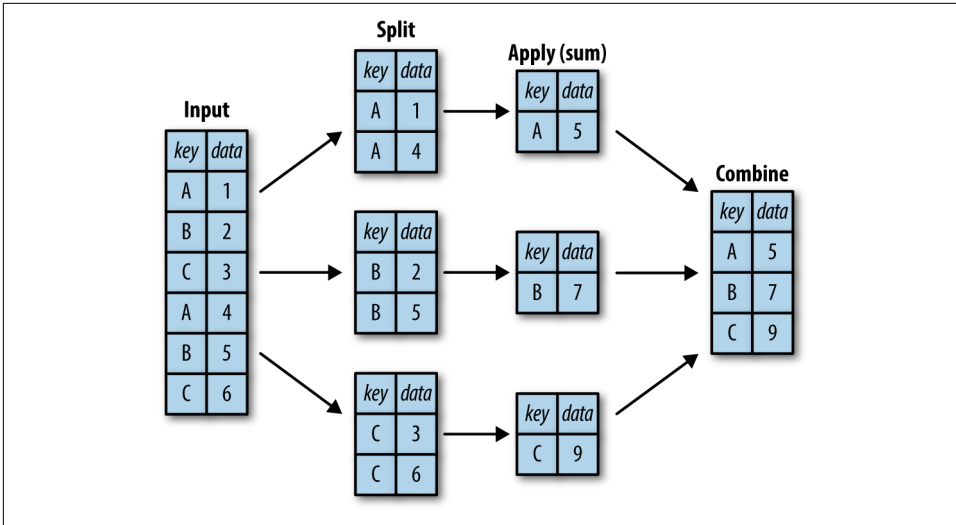 Input
key data
A 1
B 2
C 3
A 4
B 5
C 6
Split
key data
A 1
A 4
key data
B 2
B 5
key data
C 3
C 6
Apply (sum)
key data
A 5
key data
B 7
key data
C 9
Combine
key data
A 5
B 7
C 9